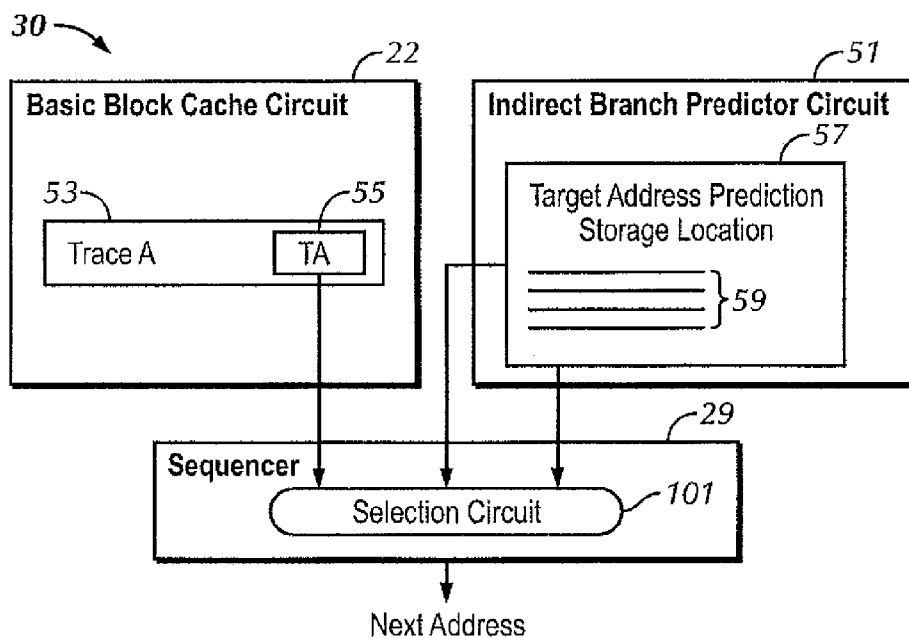 30
22
51
Basic Block Cache Circuit
Indirect Branch Predictor Circuit
57
53
55
Trace A
TA
Target Address Prediction
Storage Location
59
29
Sequencer
Selection Circuit
101
Next Address